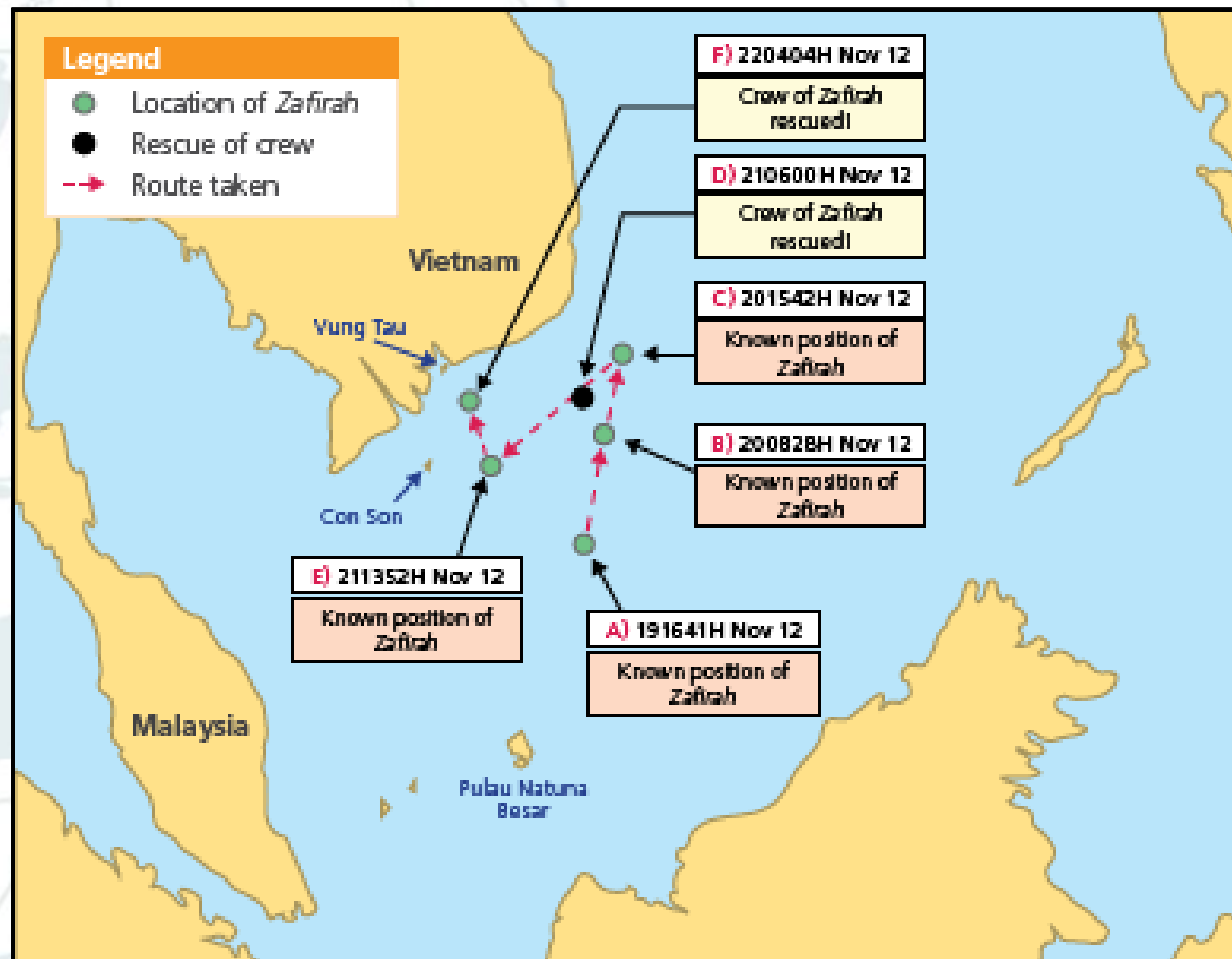 Legend
Location of Zafirah
Rescue of crew
Route taken
F) 220404H Nov 12
Crew of Zafirah
rescued!
D) 210600H Nov 12
Crew of Zafirah
rescued!
Vietnam
C) 201542H Nov 12
Known position of
Zafirah
Vung Tau
B) 200828H Nov 12
Known position of
Zafirah
Con Son
E) 211352H Nov 12
Known position of
Zafirah
A) 191641H Nov 12
Known position of
Zafirah
Malaysia
Pulau Natuna
Besar